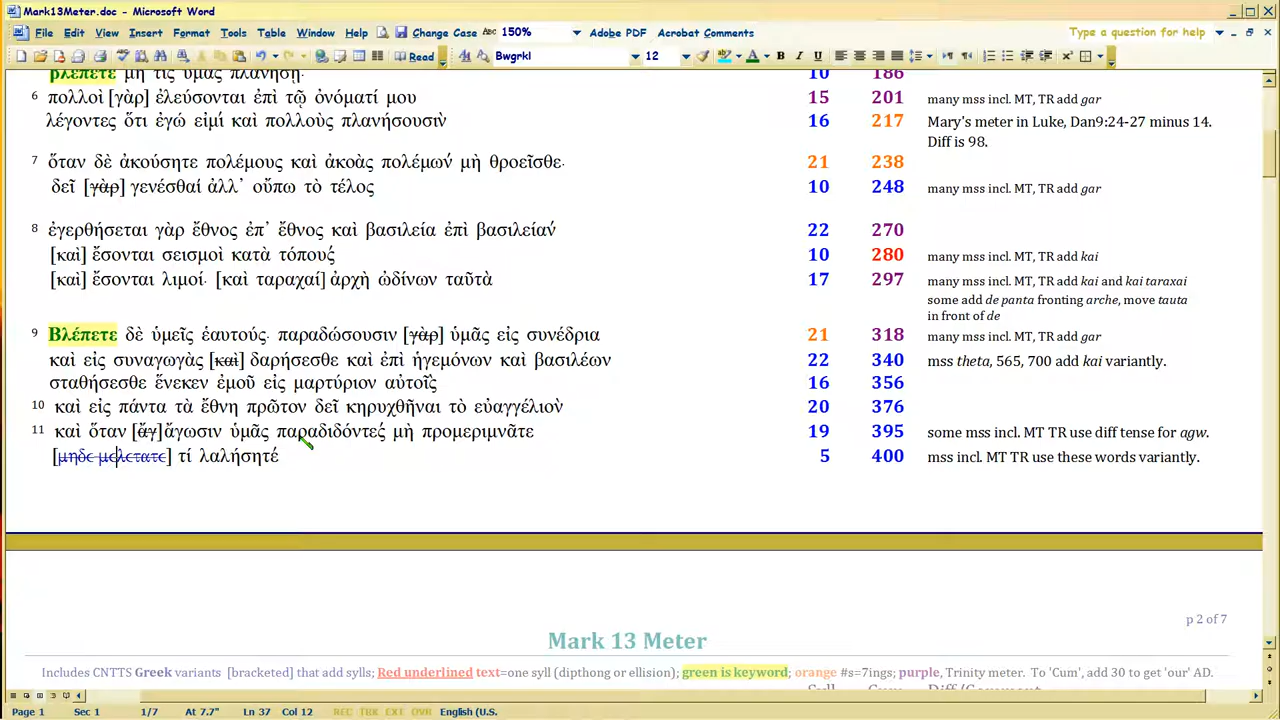 Mark13Meter.doc - Microsoft Word
File Edit View Insert Format Tools Table Window Help Change Case 150% Adobe PDF Acrobat Comments Type a question for help
Read Bwgrkl 12 B I U
βλέπετε μή τις ὑμᾶς πλανήσῃ. 10 186
6 πολλοὶ [γὰρ] ἐλεύσονται ἐπὶ τῷ ὀνόματί μου 15 201 many mss incl. MT, TR add gar
λέγοντες ὅτι ἐγώ εἰμί καὶ πολλοὺς πλανήσουσιν 16 217 Mary's meter in Luke, Dan9:24-27 minus 14.
Diff is 98.
7 ὅταν δὲ ἀκούσητε πολέμους καὶ ἀκοὰς πολέμων μὴ θροεῖσθε· 21 238
δεῖ [γὰρ] γενέσθαί ἀλλ᾽ οὔπω τὸ τέλος 10 248 many mss incl. MT, TR add gar
8 ἐγερθήσεται γὰρ ἔθνος ἐπ᾽ ἔθνος καὶ βασιλεία ἐπὶ βασιλείαν 22 270
[καὶ] ἔσονται σεισμοὶ κατὰ τόπους 10 280 many mss incl. MT, TR add kai
[καὶ] ἔσονται λιμοί· [καὶ ταραχαί] ἀρχὴ ὠδίνων ταῦτὰ 17 297 many mss incl. MT, TR add kai and kai taraxai
some add de panta fronting arche, move tauta
in front of de
9 Βλέπετε δὲ ὑμεῖς ἑαυτούς· παραδώσουσιν [γὰρ] ὑμᾶς εἰς συνέδρια 21 318 many mss incl. MT, TR add gar
καὶ εἰς συναγωγὰς [καὶ] δαρήσεσθε καὶ ἐπὶ ἡγεμόνων καὶ βασιλέων 22 340 mss theta, 565, 700 add kai variantly.
σταθήσεσθε ἕνεκεν ἐμοῦ εἰς μαρτύριον αὐτοῖς 16 356
10 καὶ εἰς πάντα τὰ ἔθνη πρῶτον δεῖ κηρυχθῆναι τὸ εὐαγγέλιον 20 376
11 καὶ ὅταν [ἄγ]ἄγωσιν ὑμᾶς παραδιδόντες μὴ προμεριμνᾶτε 19 395 some mss incl. MT TR use diff tense for agw.
[μηδε μελετατε] τί λαλήσητέ 5 400 mss incl. MT TR use these words variantly.
p 2 of 7
Mark 13 Meter
Includes CNTTS Greek variants [bracketed] that add sylls; Red underlined text=one syll (dipthong or ellision); green is keyword; orange #s=7ings; purple, Trinity meter. To 'Cum', add 30 to get 'our' AD.
Syll Cum Diff/Comment
Page 1 Sec 1 1/7 At 7.7" Ln 37 Col 12 REC TRK EXT OVR English (U.S.